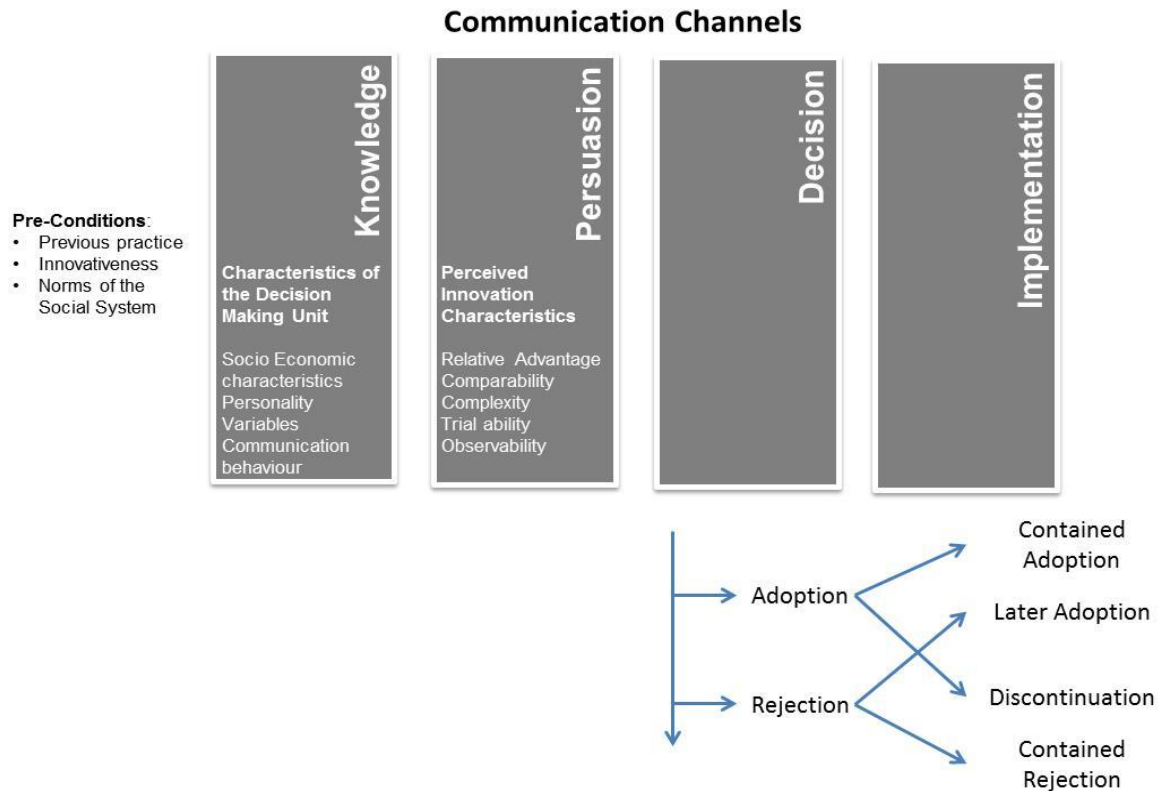 Communication Channels
Pre-Conditions:
• Previous practice
• Innovativeness
• Norms of the
Social System
Knowledge
Characteristics of
the Decision
Making Unit
Socio Economic
characteristics
Personality
Variables
Communication
behaviour
Persuasion
Perceived
Innovation
Characteristics
Relative Advantage
Comparability
Complexity
Trial ability
Observability
Decision
Implementation
Adoption
Rejection
Contained
Adoption
Later Adoption
Discontinuation
Contained
Rejection